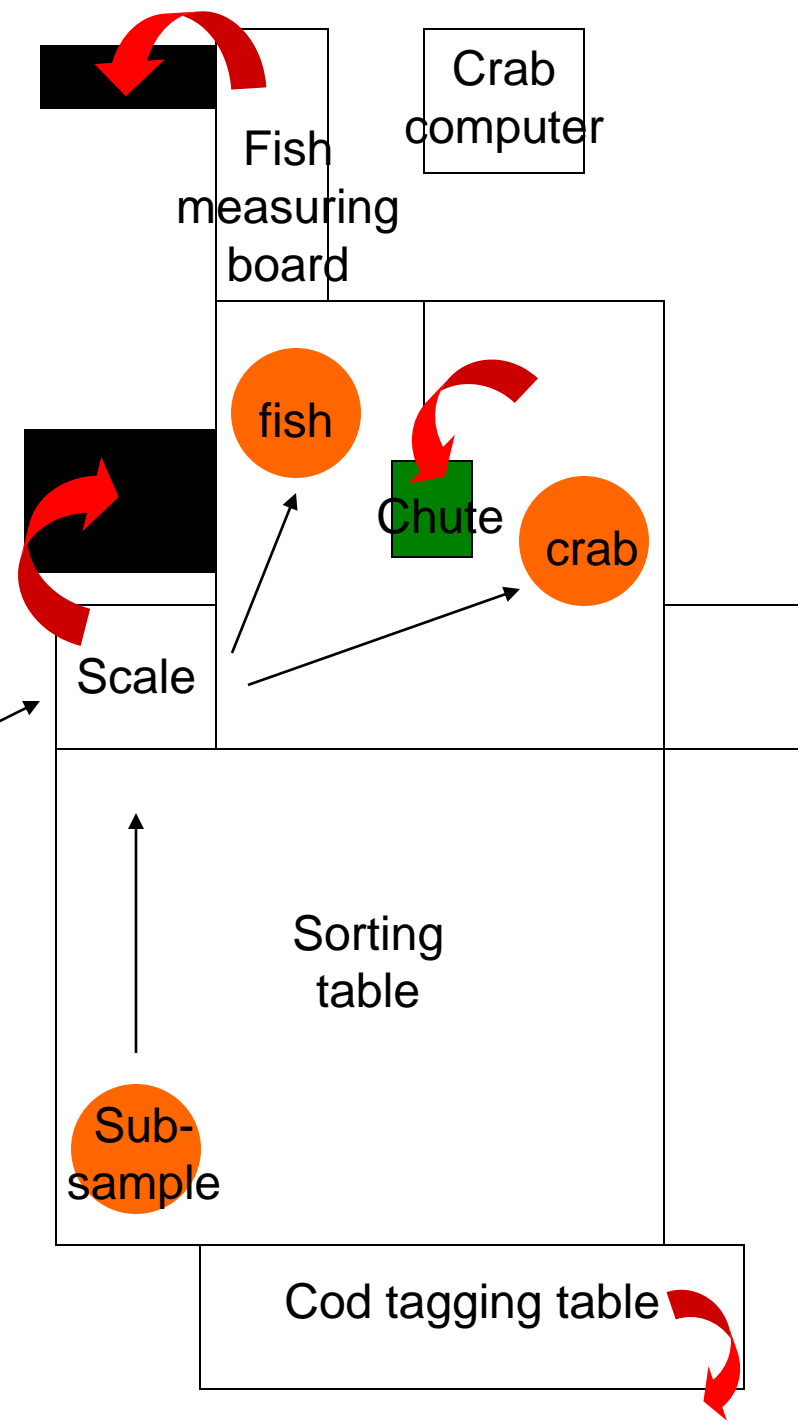 Crab
computer
Fish
measuring
board
fish
Chute
crab
Scale
Sorting
table
Sub-
sample
Cod tagging table